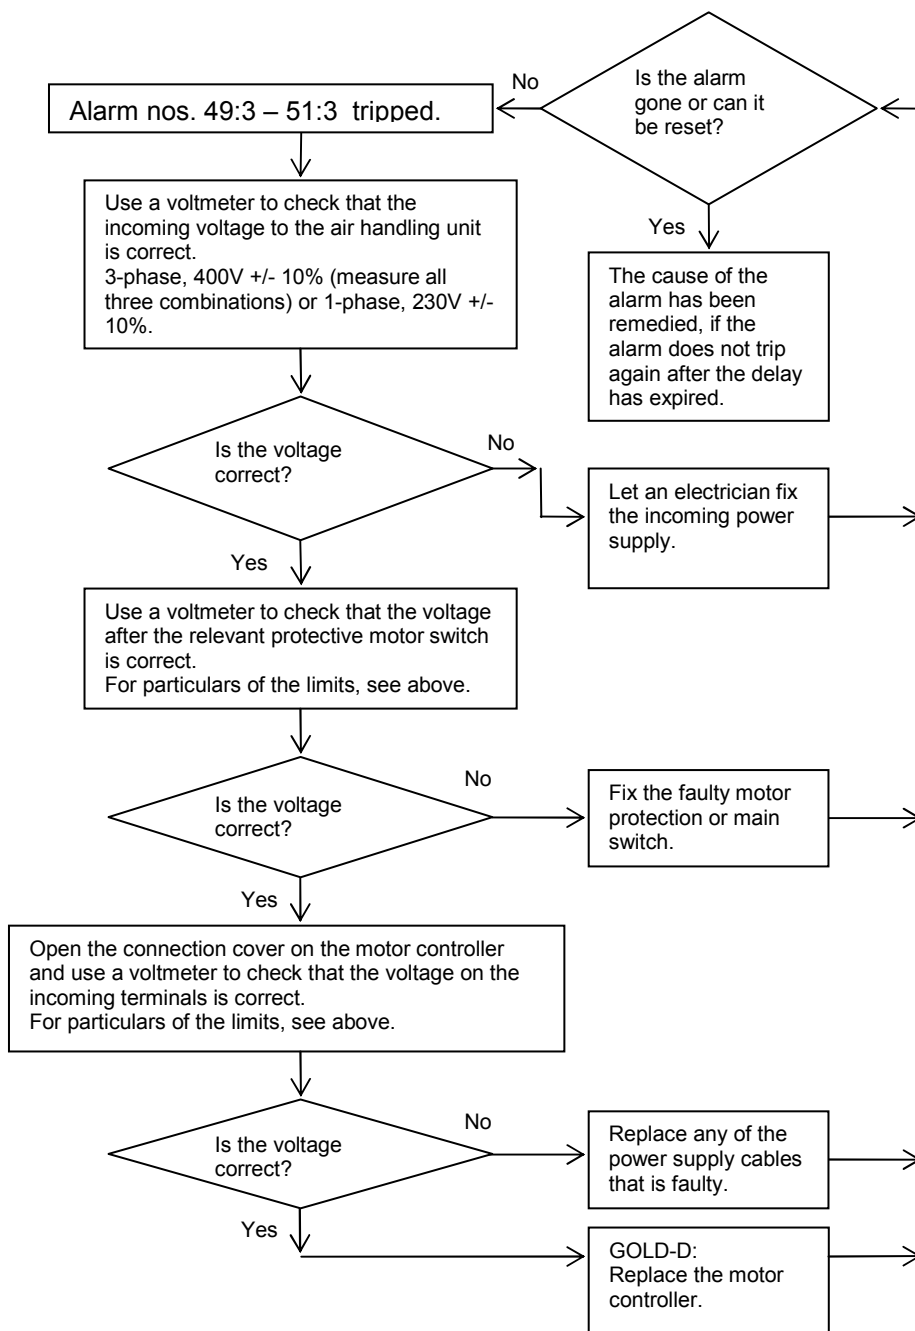 No
Is the alarm
gone or can it
be reset?
Alarm nos. 49:3 – 51:3 tripped.
Use a voltmeter to check that the
incoming voltage to the air handling unit
is correct.
3-phase, 400V +/- 10% (measure all
three combinations) or 1-phase, 230V +/-
10%.
Yes
The cause of the
alarm has been
remedied, if the
alarm does not trip
again after the delay
has expired.
Is the voltage
correct?
No
Let an electrician fix
the incoming power
supply.
Yes
Use a voltmeter to check that the voltage
after the relevant protective motor switch
is correct.
For particulars of the limits, see above.
Is the voltage
correct?
No
Fix the faulty motor
protection or main
switch.
Yes
Open the connection cover on the motor controller
and use a voltmeter to check that the voltage on the
incoming terminals is correct.
For particulars of the limits, see above.
Is the voltage
correct?
No
Replace any of the
power supply cables
that is faulty.
Yes
GOLD-D:
Replace the motor
controller.